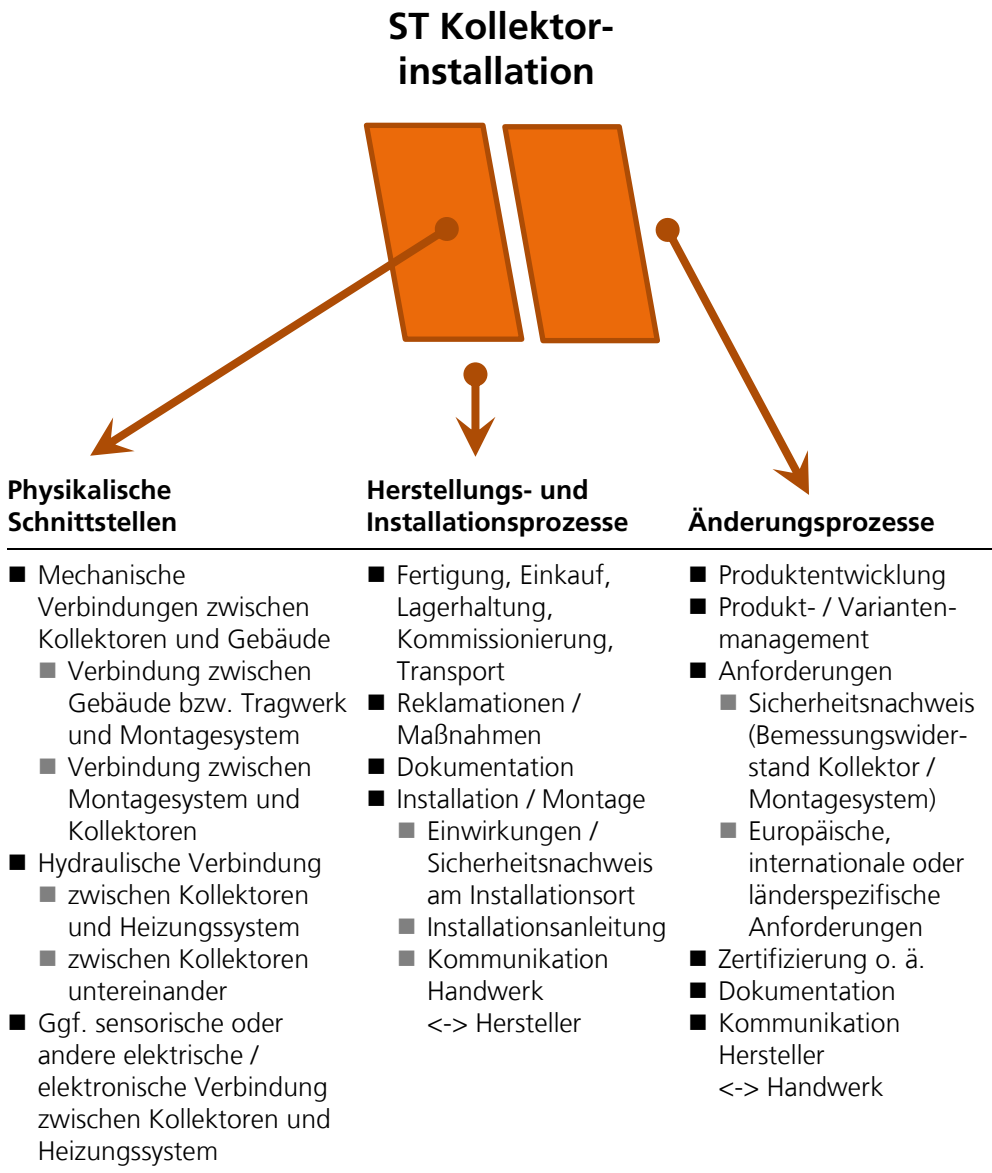 ST Kollektor-
installation
Physikalische
Schnittstellen
■ Mechanische
Verbindungen zwischen
Kollektoren und Gebäude
■ Verbindung zwischen
Gebäude bzw. Tragwerk
und Montagesystem
■ Verbindung zwischen
Montagesystem und
Kollektoren
■ Hydraulische Verbindung
■ zwischen Kollektoren
und Heizungssystem
■ zwischen Kollektoren
untereinander
■ Ggf. sensorische oder
andere elektrische /
elektronische Verbindung
zwischen Kollektoren und
Heizungssystem
Herstellungs- und
Installationsprozesse
■ Fertigung, Einkauf,
Lagerhaltung,
Kommissionierung,
Transport
■ Reklamationen /
Maßnahmen
■ Dokumentation
■ Installation / Montage
■ Einwirkungen /
Sicherheitsnachweis
am Installationsort
■ Installationsanleitung
■ Kommunikation
Handwerk
<-> Hersteller
Änderungsprozesse
■ Produktentwicklung
■ Produkt- / Varianten-
management
■ Anforderungen
■ Sicherheitsnachweis
(Bemessungswider-
stand Kollektor /
Montagesystem)
■ Europäische,
internationale oder
länderspezifische
Anforderungen
■ Zertifizierung o. ä.
■ Dokumentation
■ Kommunikation
Hersteller
<-> Handwerk